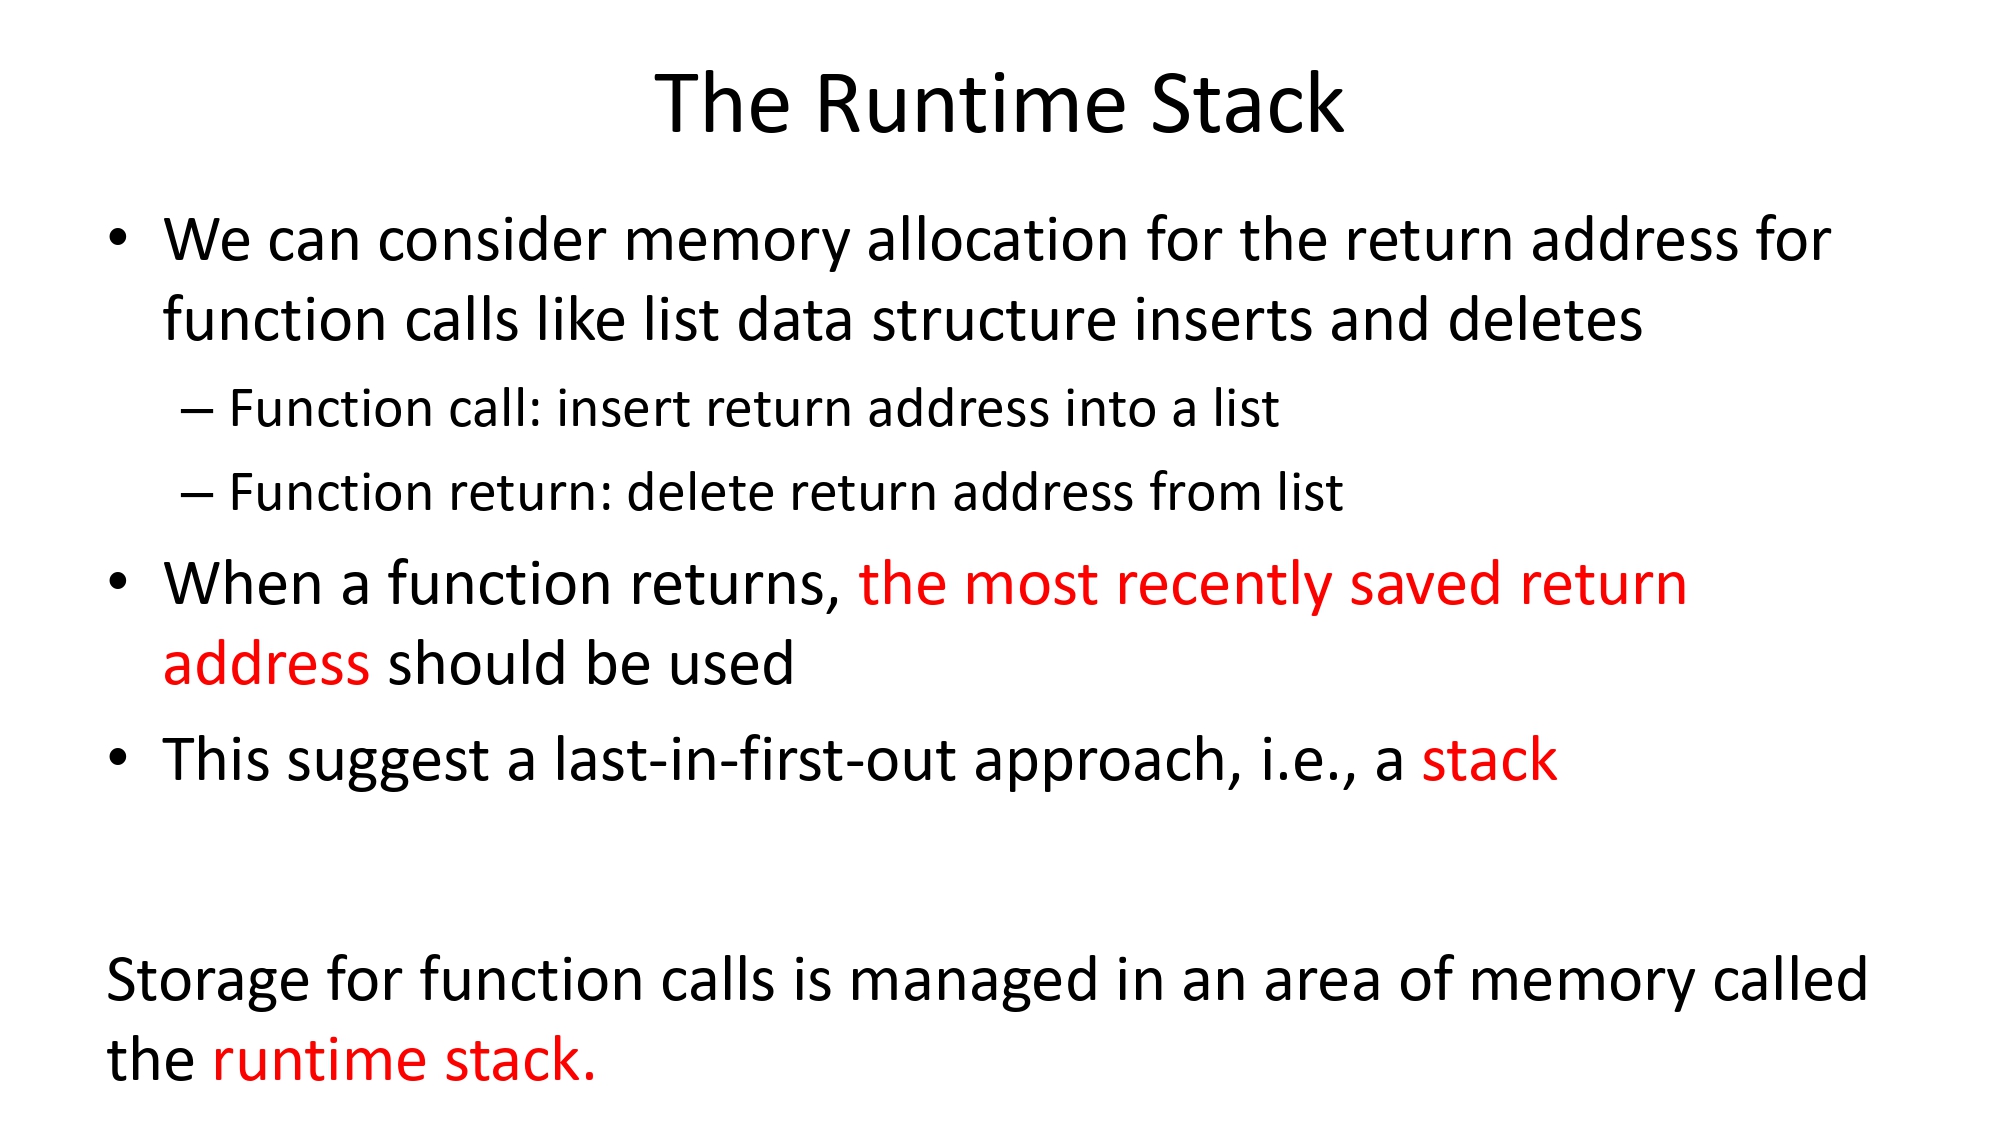 The Runtime Stack
• We can consider memory allocation for the return address for
function calls like list data structure inserts and deletes
– Function call: insert return address into a list
– Function return: delete return address from list
• When a function returns, the most recently saved return
address should be used
• This suggest a last-in-first-out approach, i.e., a stack
Storage for function calls is managed in an area of memory called
the runtime stack.